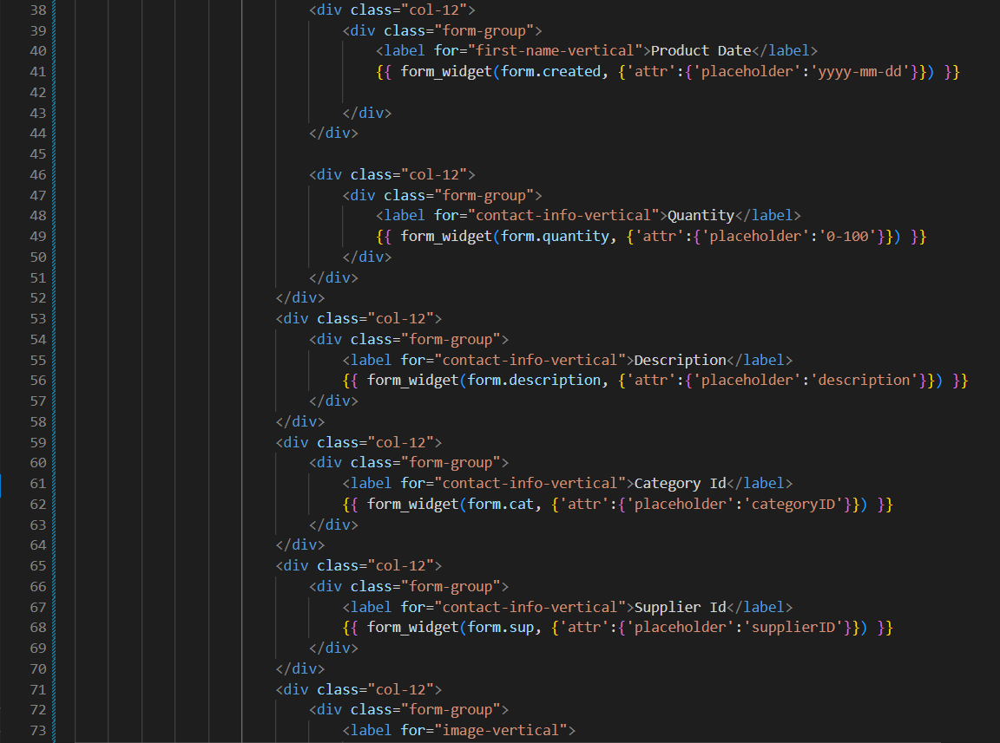 38 <div class="col-12">
39 <div class="form-group">
40 <label for="first-name-vertical">Product Date</label>
41 {{ form_widget(form.created, {'attr':{'placeholder':'yyyy-mm-dd'}}) }}
42
43 </div>
44 </div>
45
46 <div class="col-12">
47 <div class="form-group">
48 <label for="contact-info-vertical">Quantity</label>
49 {{ form_widget(form.quantity, {'attr':{'placeholder':'0-100'}}) }}
50 </div>
51 </div>
52 </div>
53 <div class="col-12">
54 <div class="form-group">
55 <label for="contact-info-vertical">Description</label>
56 {{ form_widget(form.description, {'attr':{'placeholder':'description'}}) }}
57 </div>
58 </div>
59 <div class="col-12">
60 <div class="form-group">
61 <label for="contact-info-vertical">Category Id</label>
62 {{ form_widget(form.cat, {'attr':{'placeholder':'categoryID'}}) }}
63 </div>
64 </div>
65 <div class="col-12">
66 <div class="form-group">
67 <label for="contact-info-vertical">Supplier Id</label>
68 {{ form_widget(form.sup, {'attr':{'placeholder':'supplierID'}}) }}
69 </div>
70 </div>
71 <div class="col-12">
72 <div class="form-group">
73 <label for="image-vertical">